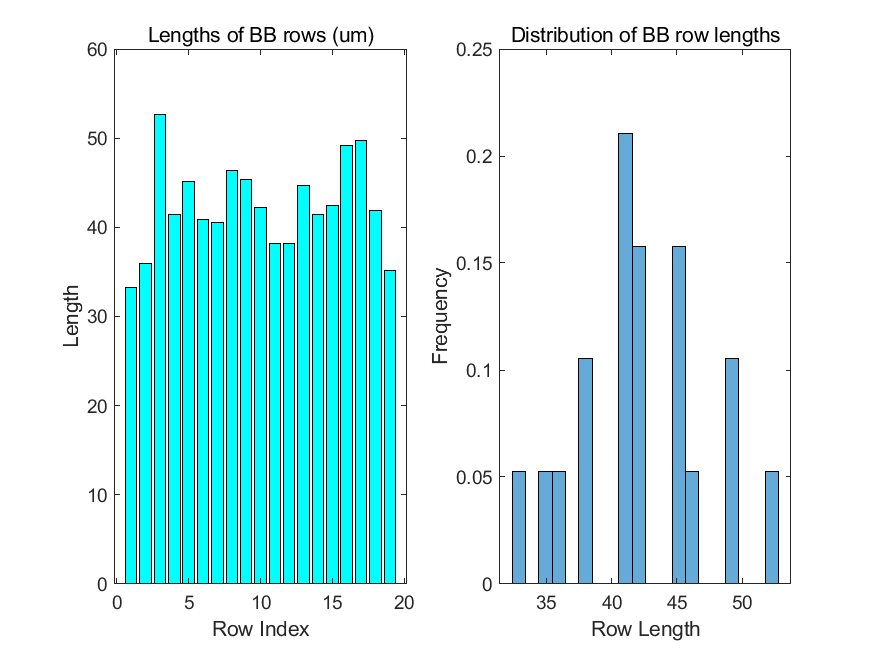 Lengths of BB rows (um)
60
50
40
30
20
10
0
Length
0 5 10 15 20
Row Index
Distribution of BB row lengths
0.25
0.2
0.15
0.1
0.05
0
Frequency
35 40 45 50
Row Length